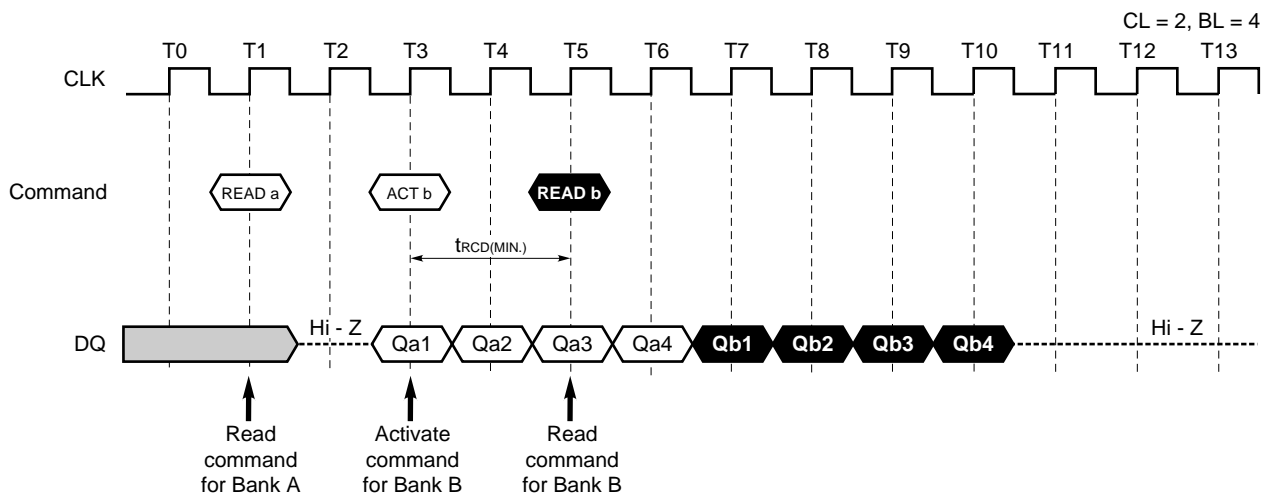 CL = 2, BL = 4
T0 T1 T2 T3 T4 T5 T6 T7 T8 T9 T10 T11 T12 T13
CLK
Command
READ a ACT b READ b
tRCD(MIN.)
DQ
Hi - Z Qa1 Qa2 Qa3 Qa4 Qb1 Qb2 Qb3 Qb4 Hi - Z
Read
command
for Bank A
Activate
command
for Bank B
Read
command
for Bank B